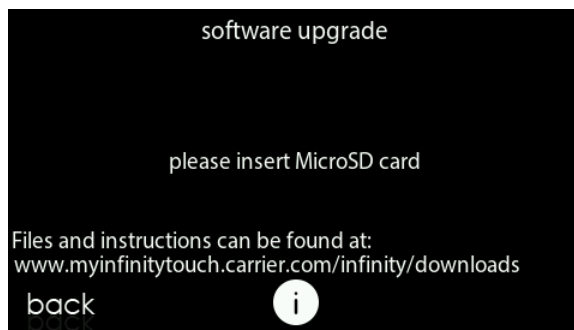 software upgrade
please insert MicroSD card
Files and instructions can be found at:
www.myinfinitytouch.carrier.com/infinity/downloads
back
i